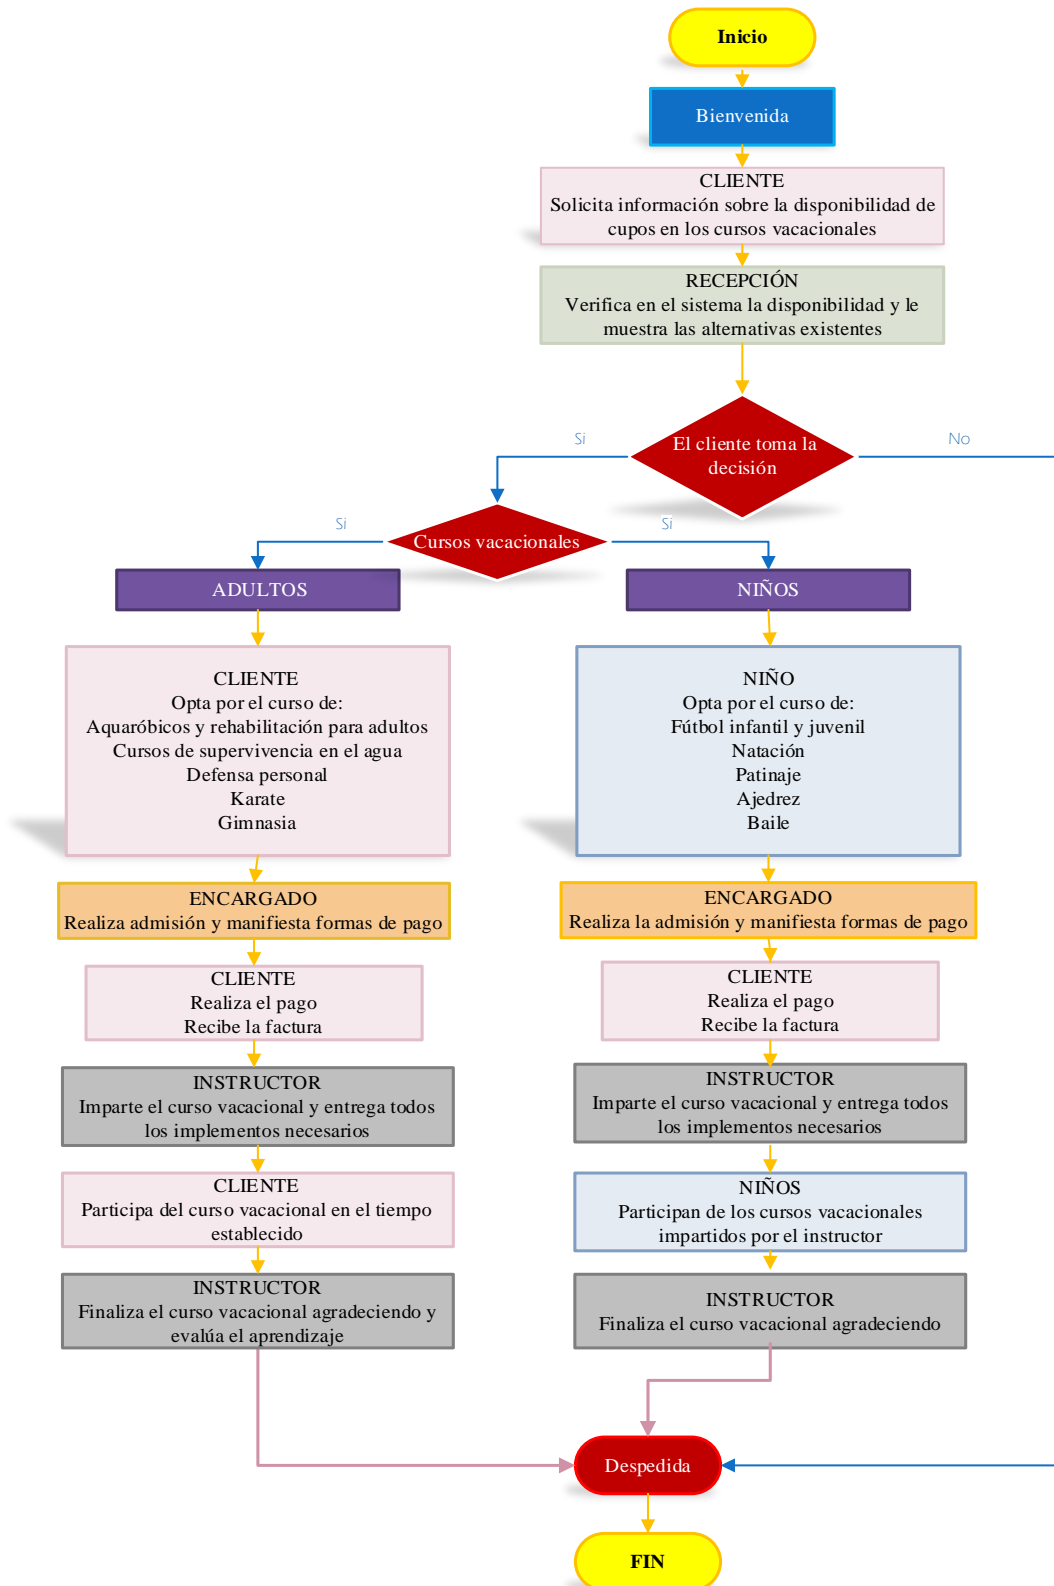 Inicio
Bienvenida
CLIENTE
Solicita información sobre la disponibilidad de
cupos en los cursos vacacionales
RECEPCIÓN
Verifica en el sistema la disponibilidad y le
muestra las alternativas existentes
El cliente toma la
decisión
Si
No
Cursos vacacionales
Si
Si
ADULTOS
CLIENTE
Opta por el curso de:
Aquaróbicos y rehabilitación para adultos
Cursos de supervivencia en el agua
Defensa personal
Karate
Gimnasia
ENCARGADO
Realiza admisión y manifiesta formas de pago
CLIENTE
Realiza el pago
Recibe la factura
INSTRUCTOR
Imparte el curso vacacional y entrega todos
los implementos necesarios
CLIENTE
Participa del curso vacacional en el tiempo
establecido
INSTRUCTOR
Finaliza el curso vacacional agradeciendo y
evalúa el aprendizaje
NIÑOS
NIÑO
Opta por el curso de:
Fútbol infantil y juvenil
Natación
Patinaje
Ajedrez
Baile
ENCARGADO
Realiza la admisión y manifiesta formas de pago
CLIENTE
Realiza el pago
Recibe la factura
INSTRUCTOR
Imparte el curso vacacional y entrega todos
los implementos necesarios
NIÑOS
Participan de los cursos vacacionales
impartidos por el instructor
INSTRUCTOR
Finaliza el curso vacacional agradeciendo
Despedida
FIN